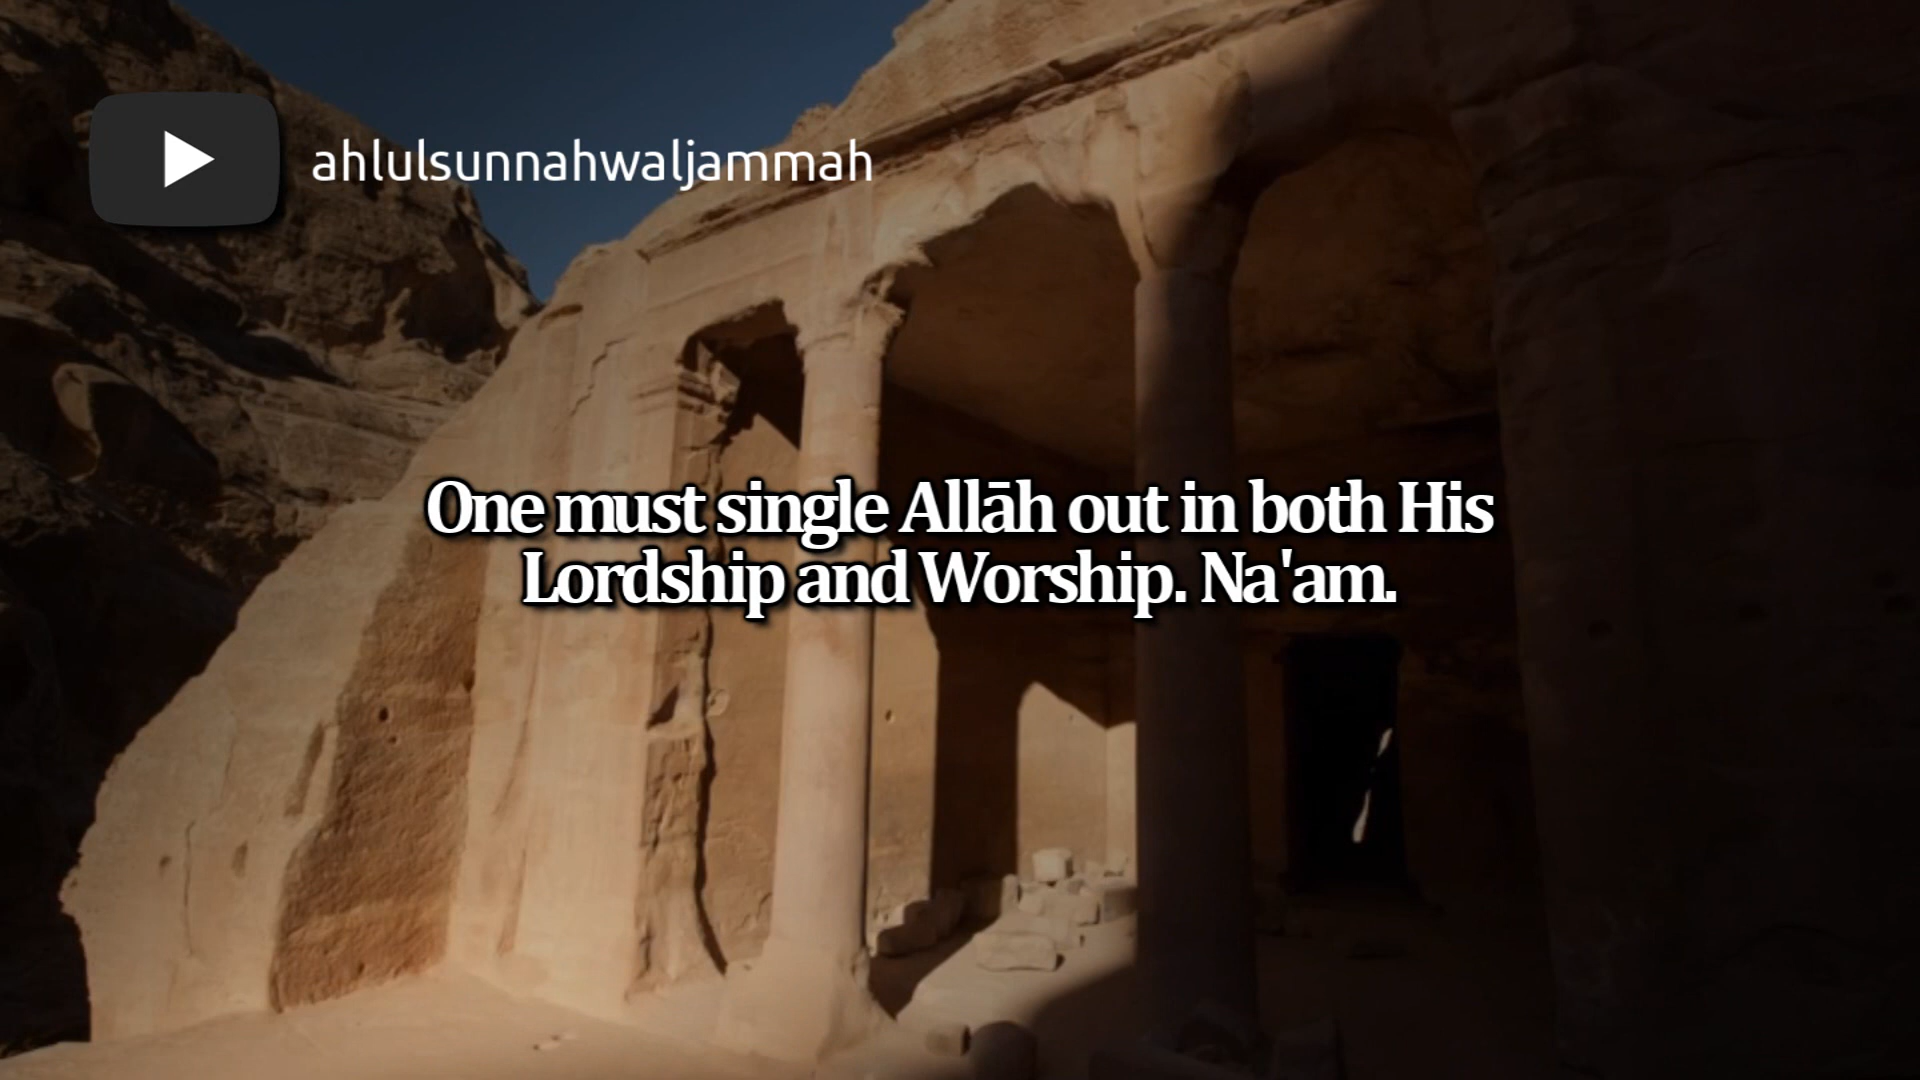 ahlulsunnahwaljammah
One must single Allāh out in both His
Lordship and Worship. Na'am.